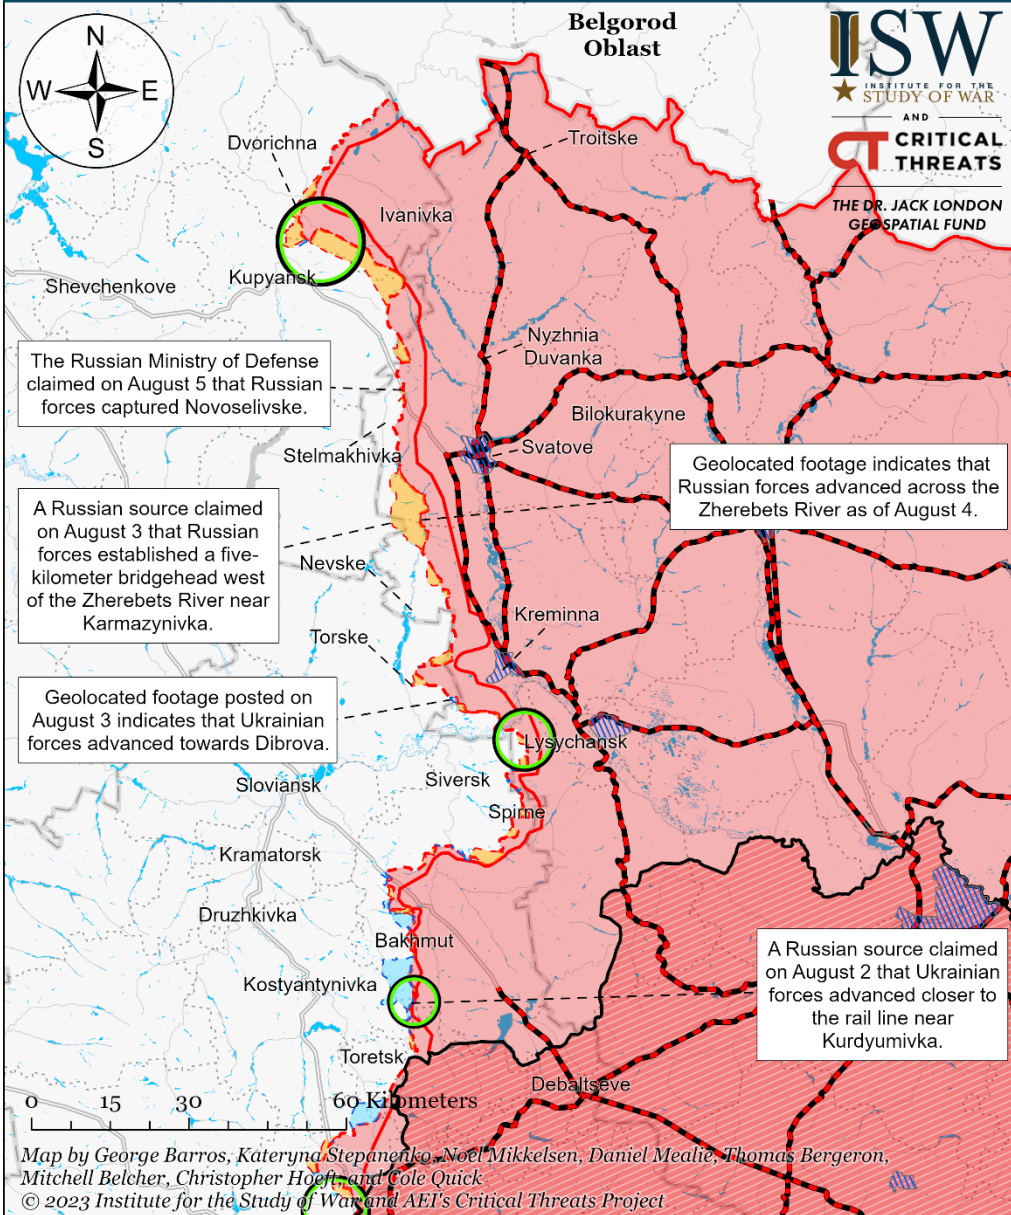 Belgorod
Oblast
N
W E
S
ISW
INSTITUTE FOR THE
STUDY OF WAR
AND
CT CRITICAL
THREATS
THE DR. JACK LONDON
GEOSPATIAL FUND
Dvorichna
Troitske
Ivanivka
Kupyansk
Shevchenkove
Nyzhnia
Duvanka
The Russian Ministry of Defense
claimed on August 5 that Russian
forces captured Novoselivske.
Bilokurakyne
Svatove
Stelmakhivka
Geolocated footage indicates that
Russian forces advanced across the
Zherebets River as of August 4.
A Russian source claimed
on August 3 that Russian
forces established a five-
kilometer bridgehead west
of the Zherebets River near
Karmazynivka.
Nevske
Kreminna
Torske
Geolocated footage posted on
August 3 indicates that Ukrainian
forces advanced towards Dibrova.
Lysychansk
Siversk
Sloviansk
Spirne
Kramatorsk
Druzhkivka
Bakhmut
Kostyantynivka
A Russian source claimed
on August 2 that Ukrainian
forces advanced closer to
the rail line near
Kurdyumivka.
Toretsk
Debaltseve
0 15 30 60 Kilometers
Map by George Barros, Kateryna Stepanenko, Noel Mikkelsen, Daniel Mealie, Thomas Bergeron,
Mitchell Belcher, Christopher Hoeft, and Cole Quick
© 2023 Institute for the Study of War and AEI's Critical Threats Project